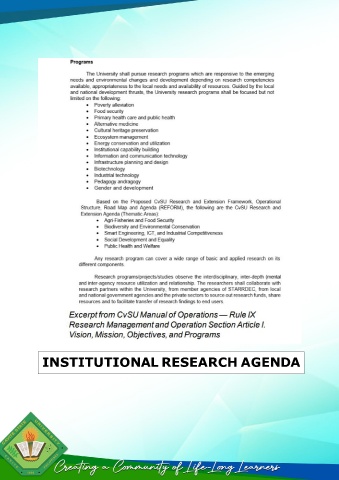 Programs
The University shall pursue research programs which are responsive to the emerging
needs and environmental changes and development depending on research competencies
available, appropriateness to the local needs and availability of resources. Guided by the local
and national development thrusts, the University research programs shall be focused but not
limited on the following:
• Poverty alleviation
• Food security
• Primary health care and public health
• Alternative medicine
• Cultural heritage preservation
• Ecosystem management
• Energy conservation and utilization
• Institutional capability building
• Information and communication technology
• Infrastructure planning and design
• Biotechnology
• Industrial technology
• Pedagogy andragogy
• Gender and development
Based on the Proposed CvSU Research and Extension Framework, Operational
Structure, Road Map and Agenda (REFORM), the following are the CvSU Research and
Extension Agenda (Thematic Areas):
• Agri-Fisheries and Food Security
• Biodiversity and Environmental Conservation
• Smart Engineering, ICT, and Industrial Competitiveness
• Social Development and Equality
• Public Health and Welfare
Any research program can cover a wide range of basic and applied research on its
different components.
Research programs/projects/studies observe the interdisciplinary, inter-depth (mental
and inter-agency resource utilization and relationship. The researchers shall collaborate with
research partners within the University, from member agencies of STARRDEC, from local
and national government agencies and the private sectors to source out research funds, share
resources and to facilitate transfer of research findings to end users.
Excerpt from CvSU Manual of Operations — Rule IX
Research Management and Operation Section Article I.
Vision, Mission, Objectives, and Programs
INSTITUTIONAL RESEARCH AGENDA
Creating a Community of Life-Long Learners